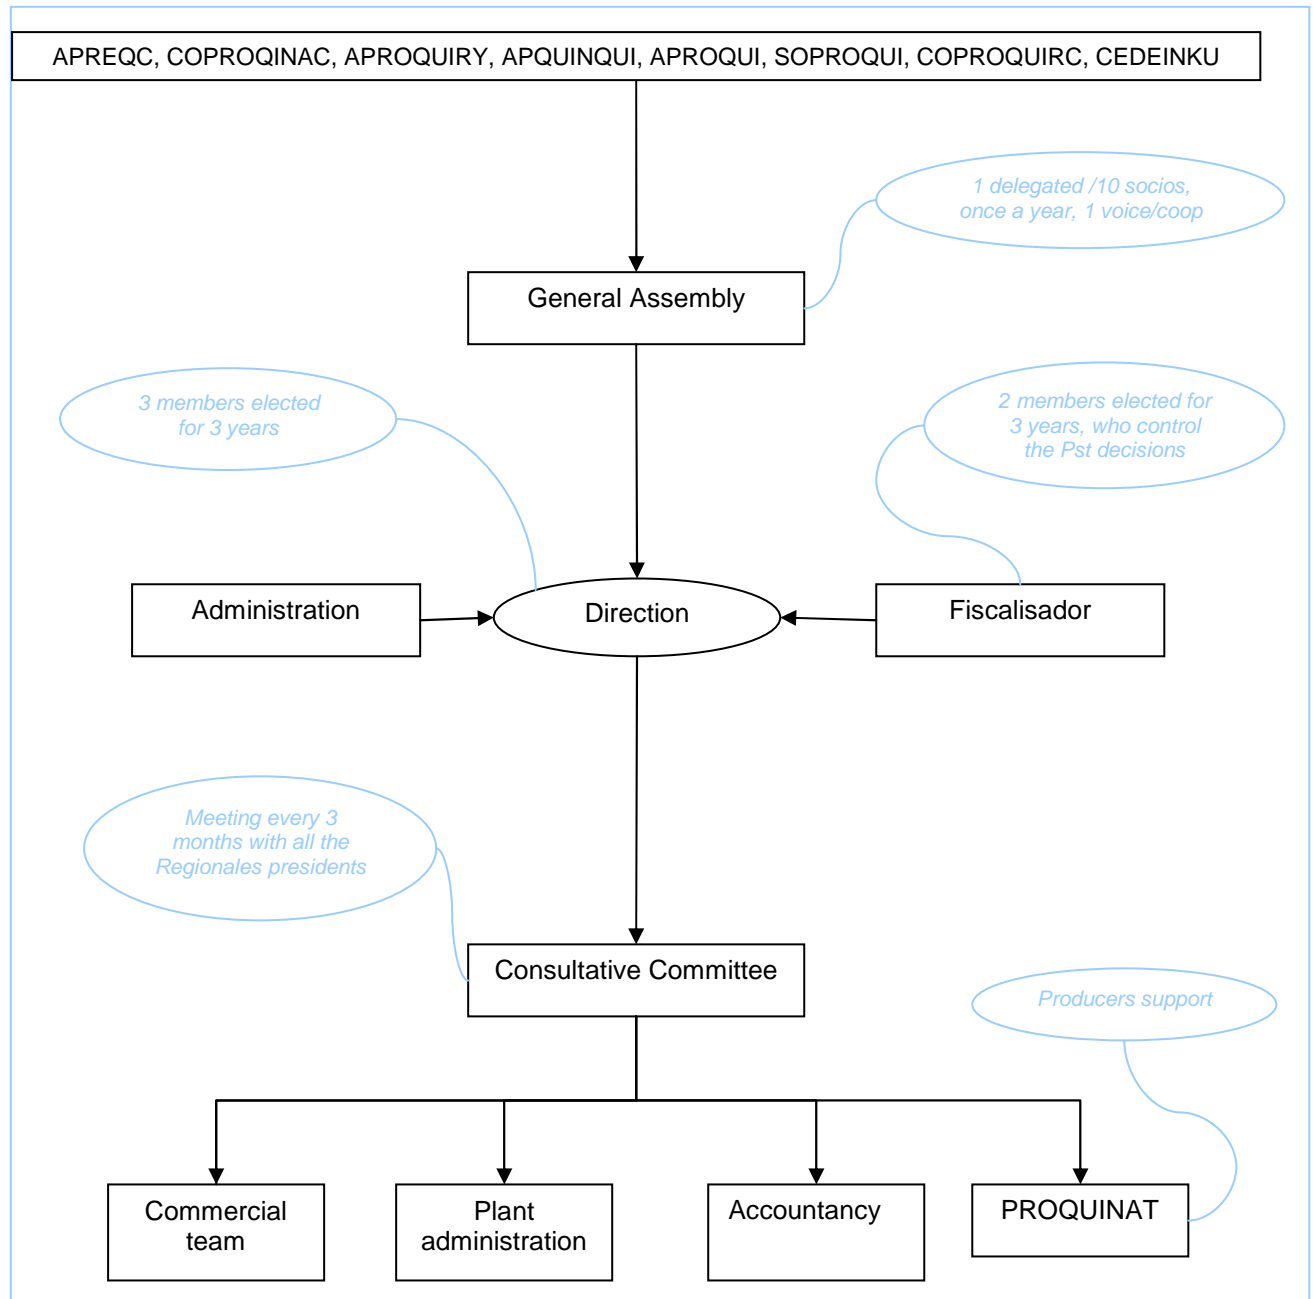 APREQC, COPROQINAC, APROQUIRY, APQUINQUI, APROQUI, SOPROQUI, COPROQUIRC, CEDEINKU
1 delegated /10 socios,
once a year, 1 voice/coop
General Assembly
3 members elected
for 3 years
2 members elected for
3 years, who control
the Pst decisions
Administration
Direction
Fiscalisador
Meeting every 3
months with all the
Regionales presidents
Consultative Committee
Producers support
Commercial
team
Plant
administration
Accountancy
PROQUINAT